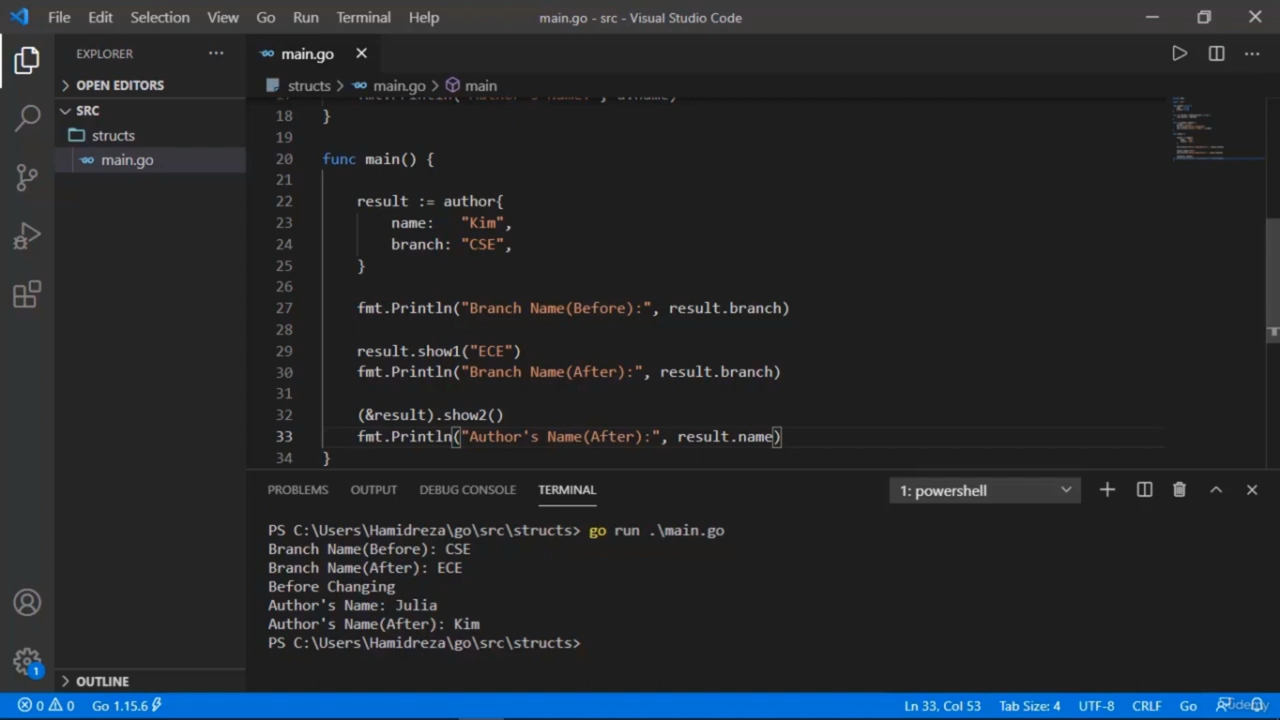 File Edit Selection View Go Run Terminal Help main.go - src - Visual Studio Code
EXPLORER
main.go
OPEN EDITORS
structs main.go main
SRC
structs
main.go
18 }
19
20 func main() {
21
22 result := author{
23 name: "Kim",
24 branch: "CSE",
25 }
26
27 fmt.Println("Branch Name(Before):", result.branch)
28
29 result.show1("ECE")
30 fmt.Println("Branch Name(After):", result.branch)
31
32 (&result).show2()
33 fmt.Println("Author's Name(After):", result.name)
34 }
PROBLEMS OUTPUT DEBUG CONSOLE TERMINAL 1: powershell
PS C:\Users\Hamidreza\go\src\structs> go run .\main.go
Branch Name(Before): CSE
Branch Name(After): ECE
Before Changing
Author's Name: Julia
Author's Name(After): Kim
PS C:\Users\Hamidreza\go\src\structs>
1
OUTLINE
0 0 Go 1.15.6 Ln 33, Col 53 Tab Size: 4 UTF-8 CRLF Go